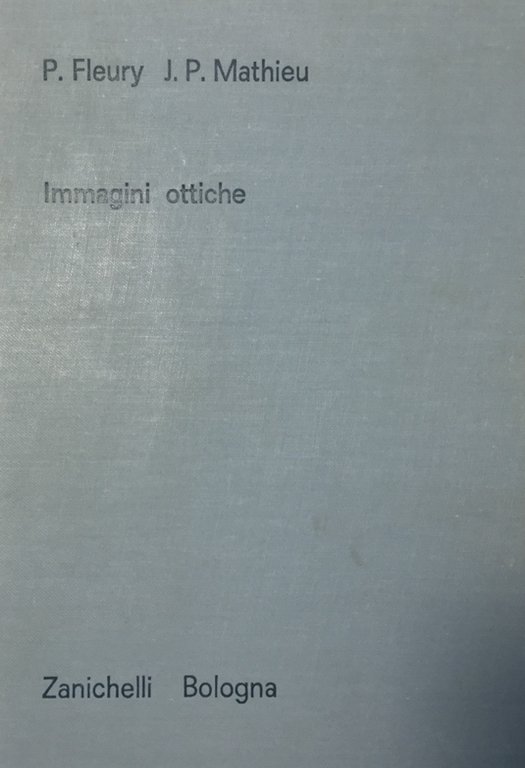 P. Fleury J. P. Mathieu
Immagini ottiche
Zanichelli Bologna